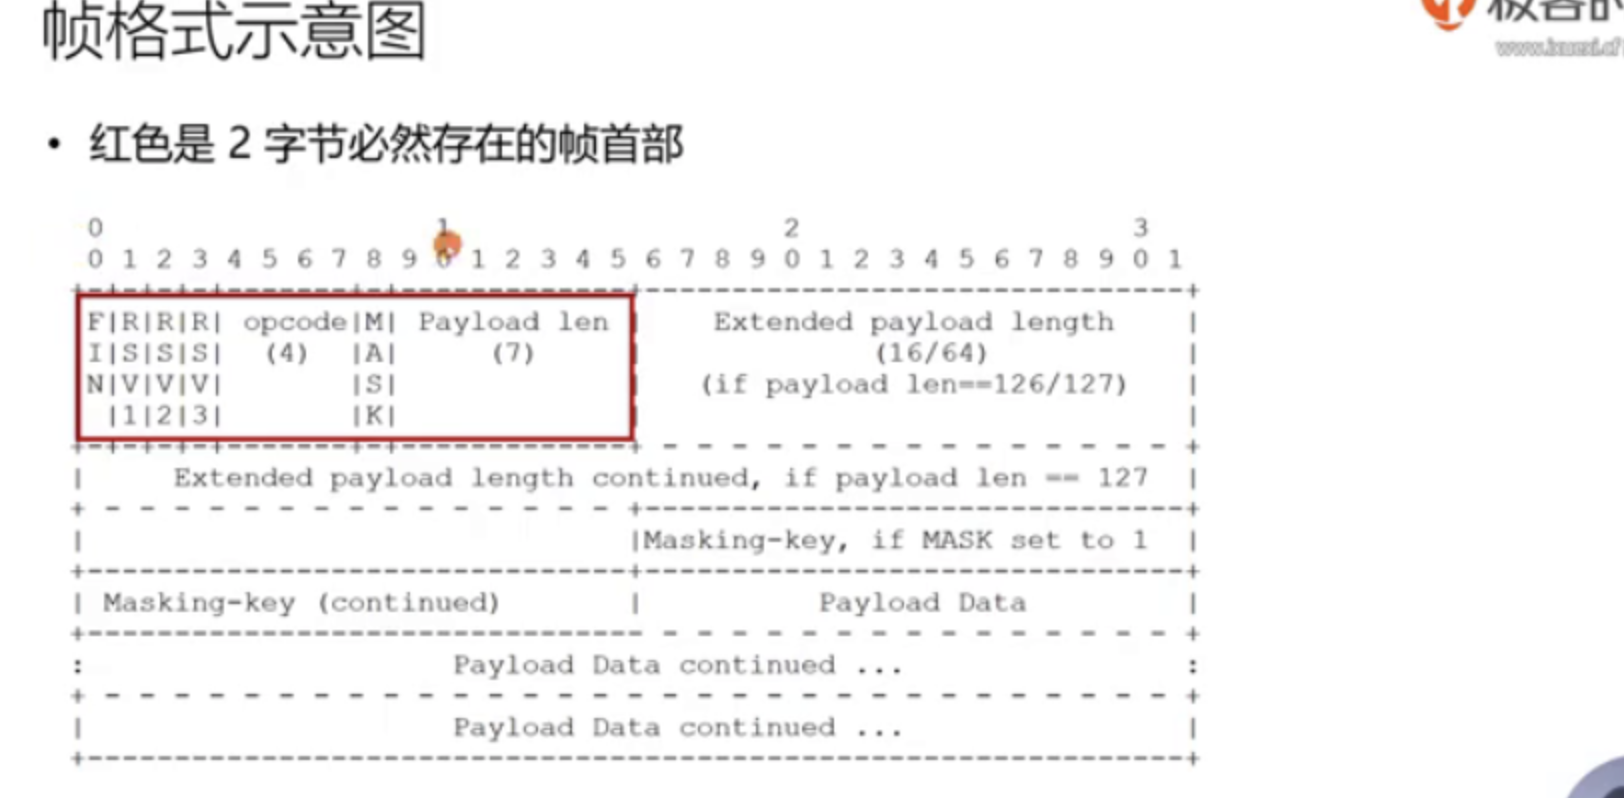 帧格式示意图
• 红色是 2 字节必然存在的帧首部
0 1 2 3
0 1 2 3 4 5 6 7 8 9 0 1 2 3 4 5 6 7 8 9 0 1 2 3 4 5 6 7 8 9 0 1
+-+-+-+-+-------+-+-------------+-------------------------------+
F|R|R|R| opcode|M| Payload len | Extended payload length |
I|S|S|S| (4) |A| (7) | (16/64) |
N|V|V|V| |S| | (if payload len==126/127) |
|1|2|3| |K| | |
+-+-+-+-+-------+-+-------------+ - - - - - - - - - - - - - - - +
| Extended payload length continued, if payload len == 127 |
+ - - - - - - - - - - - - - - - +-------------------------------+
| |Masking-key, if MASK set to 1 |
+-------------------------------+-------------------------------+
| Masking-key (continued) | Payload Data |
+-------------------------------- - - - - - - - - - - - - - - - +
: Payload Data continued ... :
+ - - - - - - - - - - - - - - - - - - - - - - - - - - - - - - - +
| Payload Data continued ... |
+---------------------------------------------------------------+